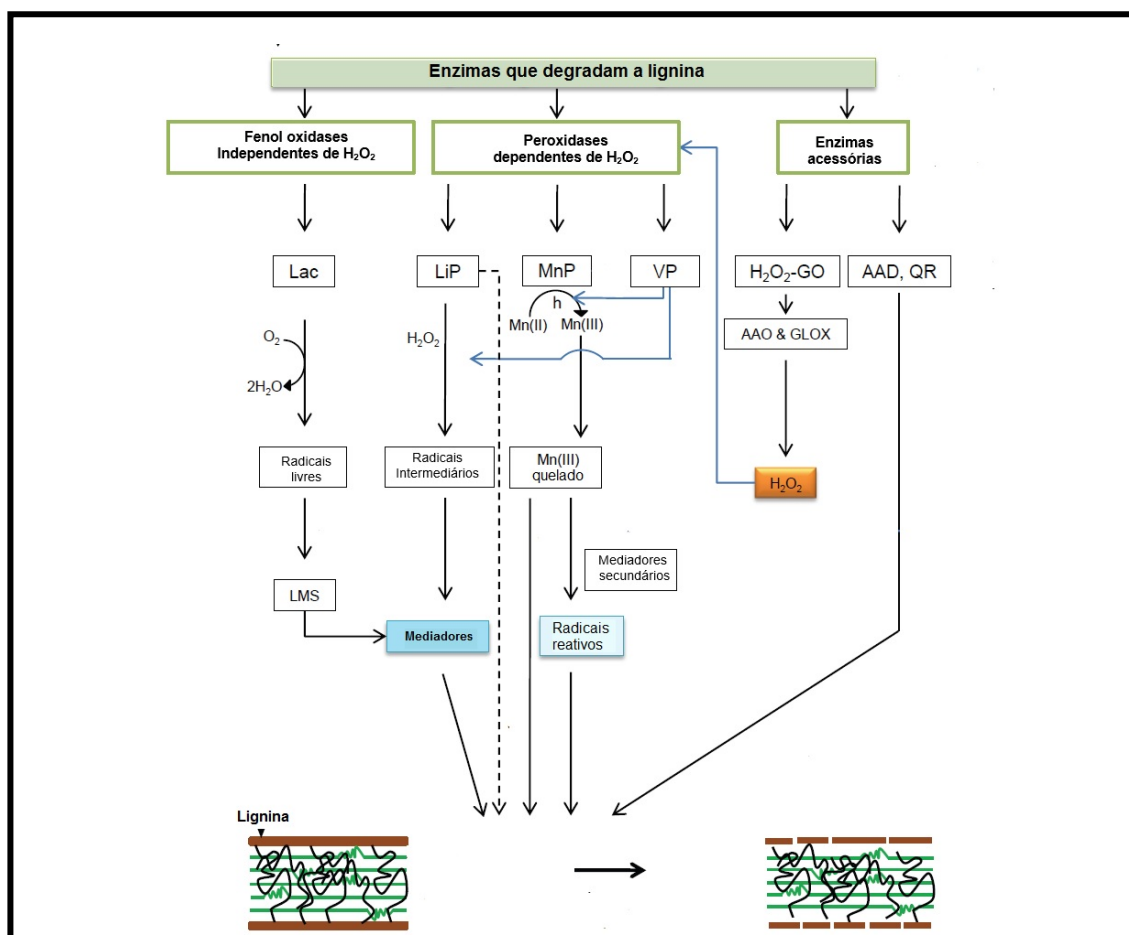 Enzimas que degradam a lignina
Fenol oxidases
Independentes de H₂O₂
Peroxidases
dependentes de H₂O₂
Enzimas
acessórias
Lac
LiP
MnP
VP
H₂O₂-GO
AAD, QR
h
Mn(II)
Mn(III)
O₂
2H₂O
H₂O₂
AAO & GLOX
Radicais
livres
Radicais
Intermediários
Mn(III)
quelado
H₂O₂
LMS
Mediadores
secundários
Mediadores
Radicais
reativos
Lignina